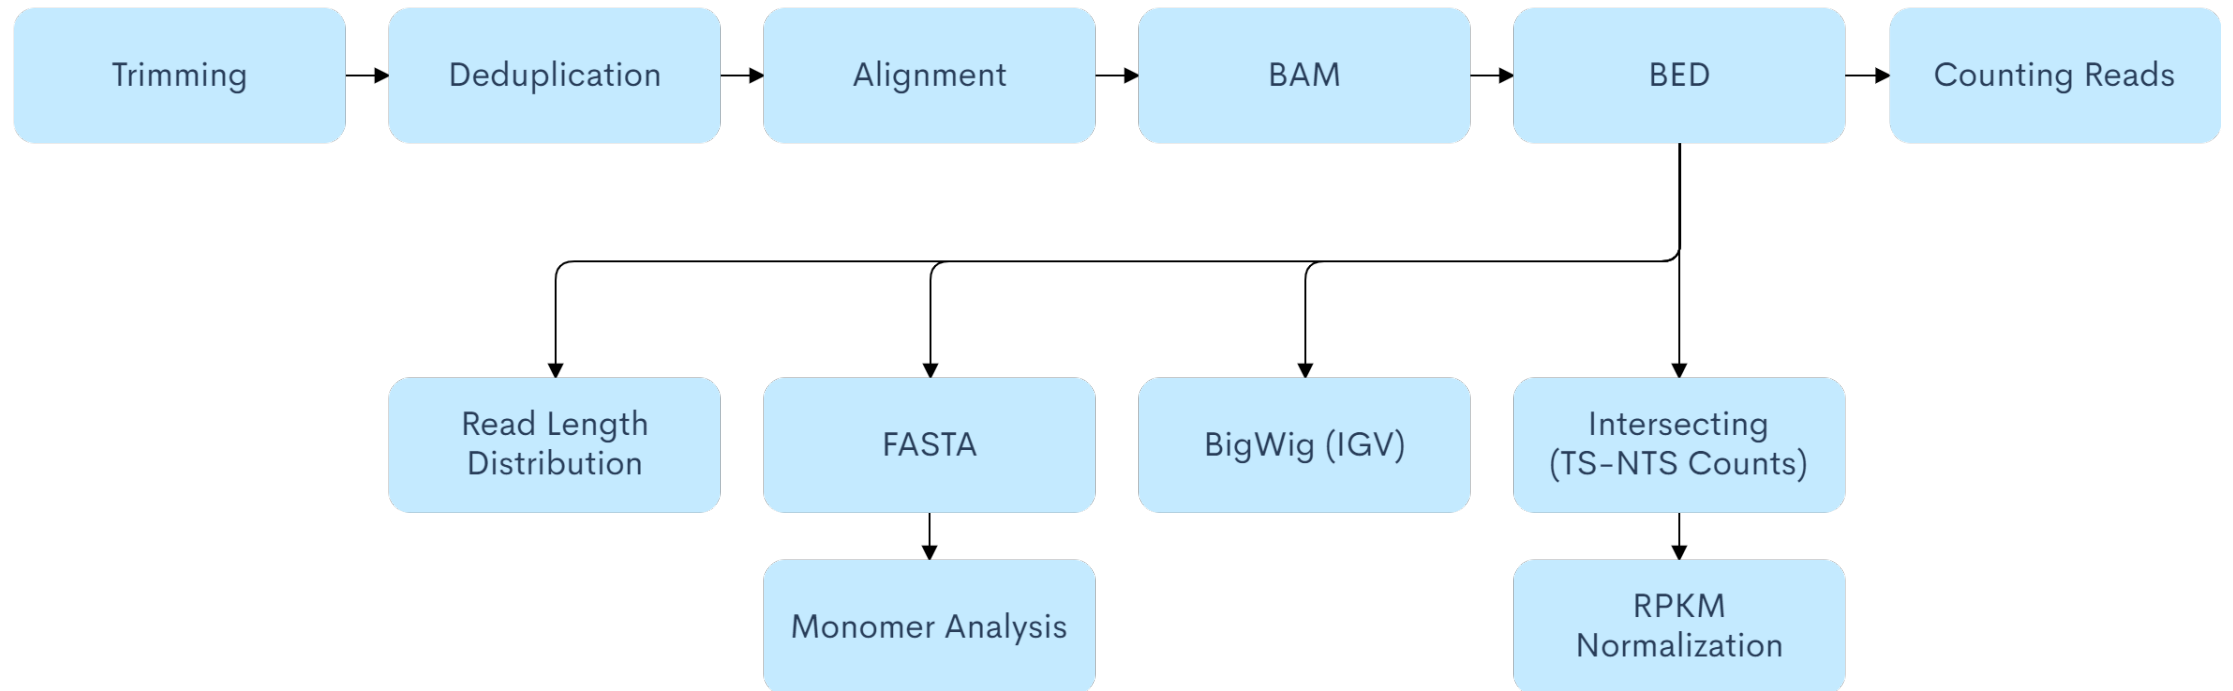 Trimming
Deduplication
Alignment
BAM
BED
Counting Reads
Read Length
Distribution
FASTA
BigWig (IGV)
Intersecting
(TS-NTS Counts)
Monomer Analysis
RPKM
Normalization